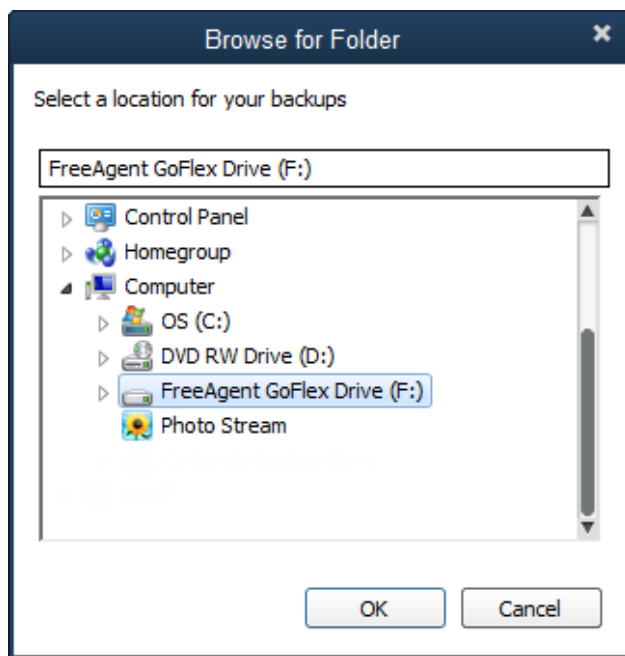 Browse for Folder
Select a location for your backups
FreeAgent GoFlex Drive (F:)
Control Panel
Homegroup
Computer
OS (C:)
DVD RW Drive (D:)
FreeAgent GoFlex Drive (F:)
Photo Stream
OK
Cancel